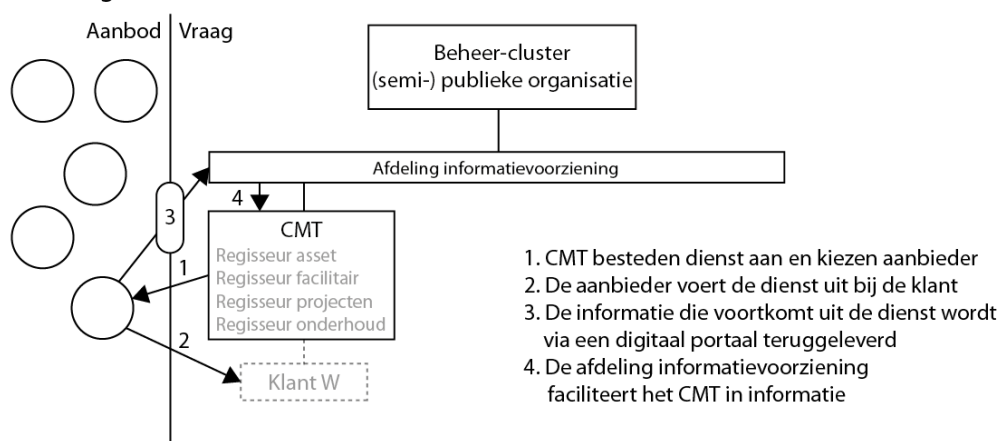 Aanbod
Vraag
Beheer-cluster
(semi-) publieke organisatie
Afdeling informatievoorziening
4
3
CMT
Regisseur asset
Regisseur facilitair
Regisseur projecten
Regisseur onderhoud
1
2
Klant W
1. CMT besteden dienst aan en kiezen aanbieder
2. De aanbieder voert de dienst uit bij de klant
3. De informatie die voortkomt uit de dienst wordt
via een digitaal portaal teruggeleverd
4. De afdeling informatievoorziening
faciliteert het CMT in informatie